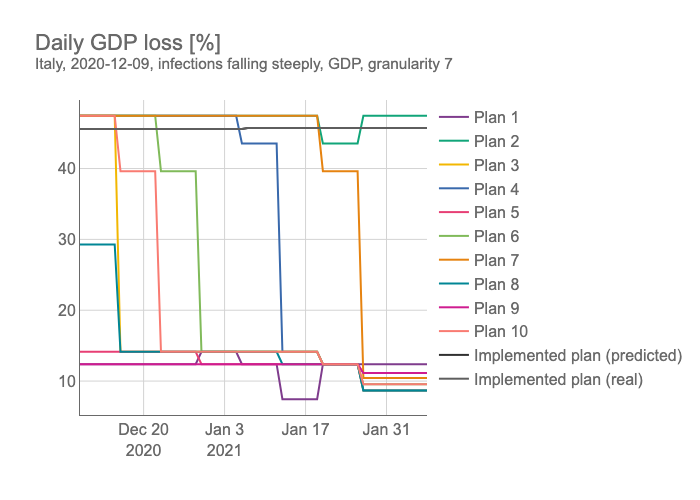 Daily GDP loss [%]
Italy, 2020-12-09, infections falling steeply, GDP, granularity 7
40
30
20
10
Dec 20
2020
Jan 3
2021
Jan 17
Jan 31
Plan 1
Plan 2
Plan 3
Plan 4
Plan 5
Plan 6
Plan 7
Plan 8
Plan 9
Plan 10
Implemented plan (predicted)
Implemented plan (real)